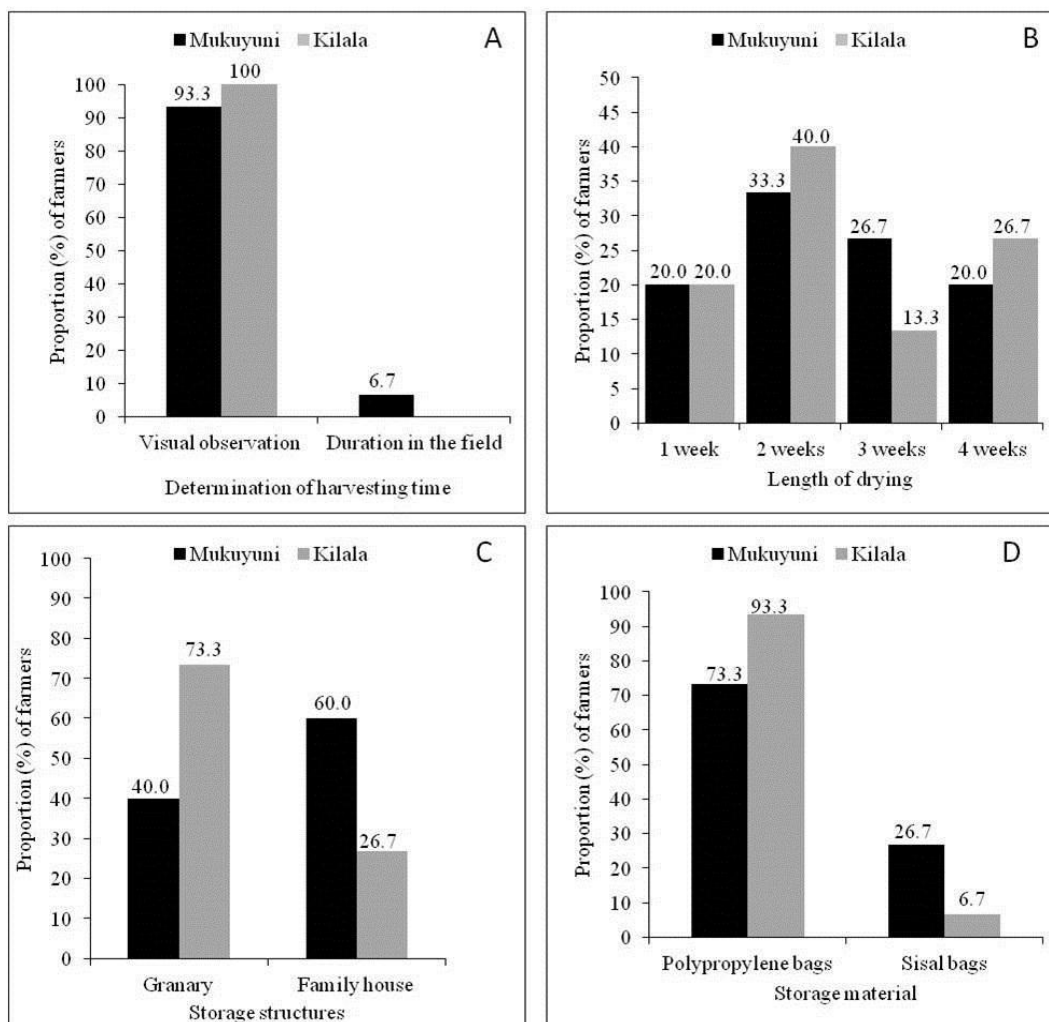 Mukuyuni Kilala
A
100
93.3
6.7
100
90
80
70
60
50
40
30
20
10
0
Proportion (%) of farmers
Visual observation Duration in the field
Determination of harvesting time
Mukuyuni Kilala
B
50
45
40
35
30
25
20
15
10
5
0
Proportion (%) of farmers
20.0 20.0
33.3 40.0
26.7 13.3
20.0 26.7
1 week 2 weeks 3 weeks 4 weeks
Length of drying
Mukuyuni Kilala
C
100
90
80
70
60
50
40
30
20
10
0
Proportion (%) of farmers
40.0 73.3
60.0 26.7
Granary Family house
Storage structures
Mukuyuni Kilala
D
100
90
80
70
60
50
40
30
20
10
0
Proportion (%) of farmers
73.3 93.3
26.7 6.7
Polypropylene bags Sisal bags
Storage material